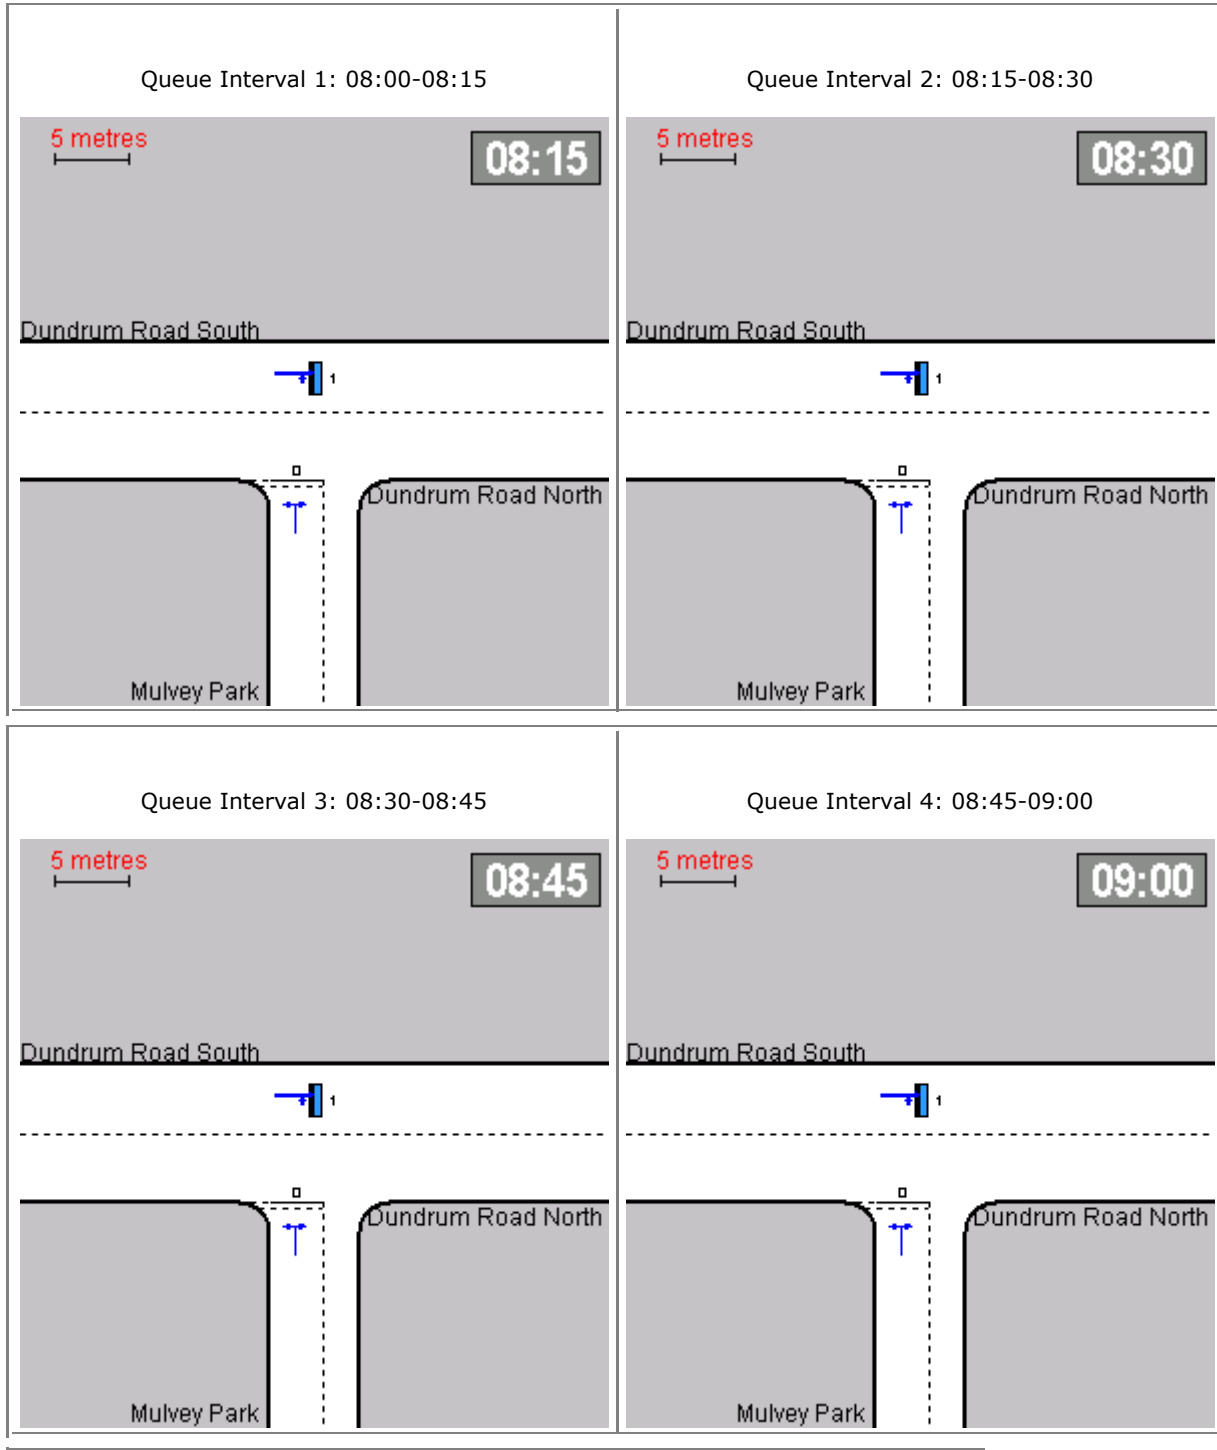 Queue Interval 1: 08:00-08:15
5 metres
08:15
Dundrum Road South
1
0
Dundrum Road North
Mulvey Park
Queue Interval 2: 08:15-08:30
5 metres
08:30
Dundrum Road South
1
0
Dundrum Road North
Mulvey Park
Queue Interval 3: 08:30-08:45
5 metres
08:45
Dundrum Road South
1
0
Dundrum Road North
Mulvey Park
Queue Interval 4: 08:45-09:00
5 metres
09:00
Dundrum Road South
1
0
Dundrum Road North
Mulvey Park